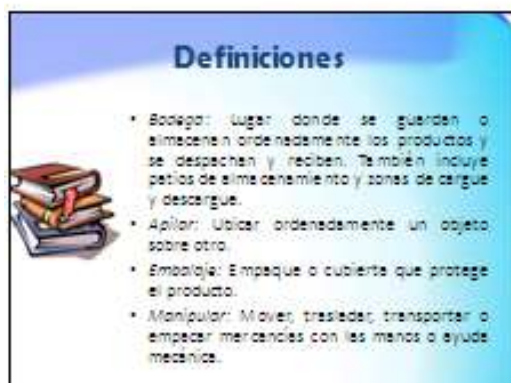 Definiciones
• Bodega: Lugar donde se guardan o
almacenan ordenadamente los productos y
se despachan y reciben. También incluye
patios de almacenamiento y zonas de cargue
y descargue.
• Apilar: Ubicar ordenadamente un objeto
sobre otro.
• Embalaje: Empaque o cubierta que protege
el producto.
• Manipular: Mover, trasladar, transportar o
empacar mercancías con las manos o ayuda
mecánica.